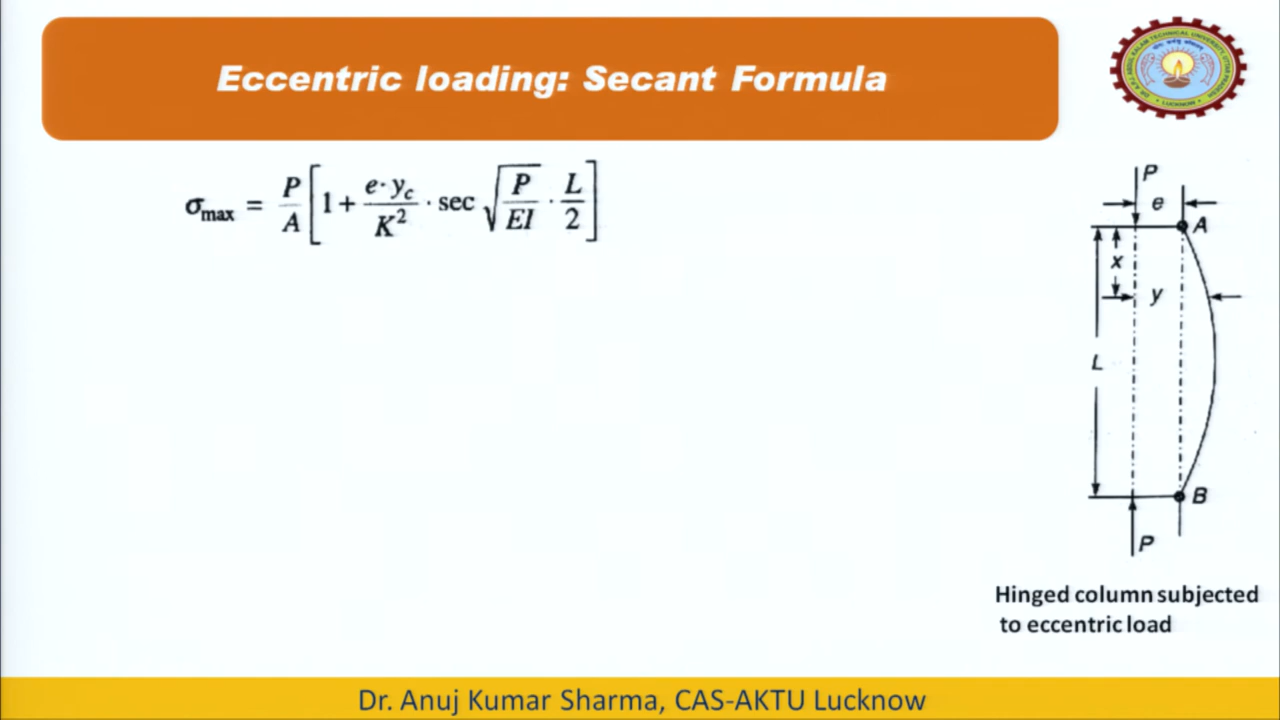 Eccentric loading: Secant Formula
σmax = P/A [1 + e·yc/K² · sec √(P/EI) · L/2]
P
e
A
x
y
L
B
P
Hinged column subjected
to eccentric load
Dr. Anuj Kumar Sharma, CAS-AKTU Lucknow